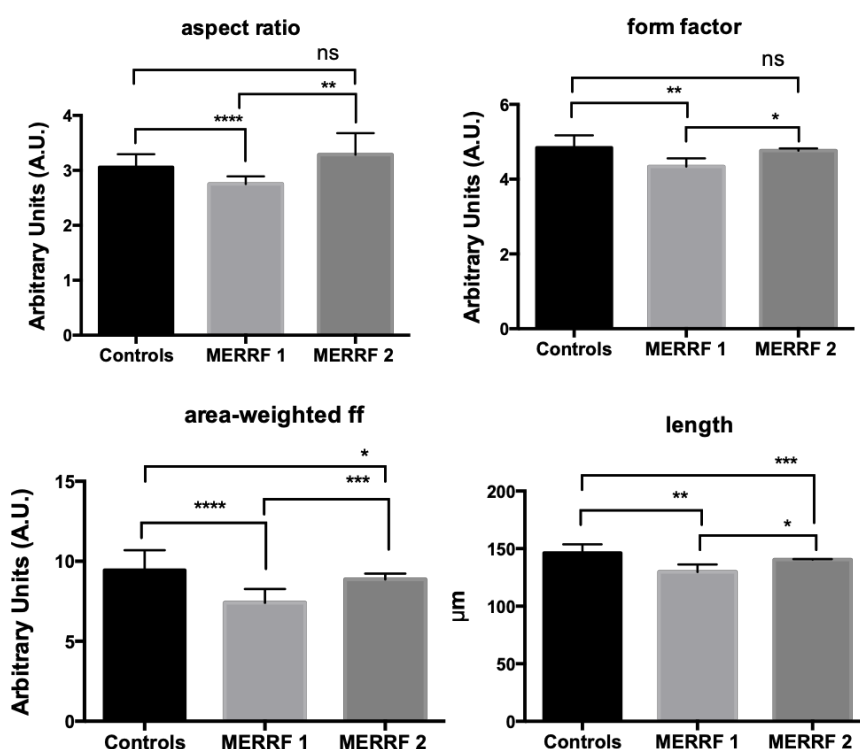 aspect ratio
ns
**
****
Arbitrary Units (A.U.)
4
3
2
1
0
Controls MERRF 1 MERRF 2
form factor
ns
**
*
Arbitrary Units (A.U.)
6
4
2
0
Controls MERRF 1 MERRF 2
area-weighted ff
*
***
****
Arbitrary Units (A.U.)
15
10
5
0
Controls MERRF 1 MERRF 2
length
***
**
*
µm
200
150
100
50
0
Controls MERRF 1 MERRF 2